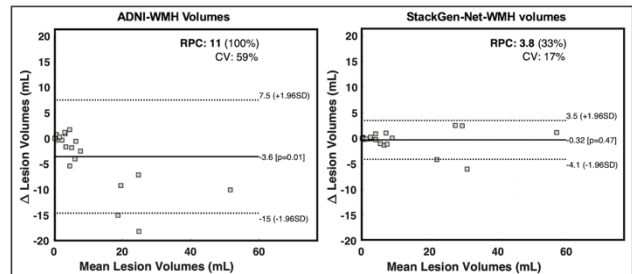 ADNI-WMH Volumes
RPC: 11 (100%)
CV: 59%
Δ Lesion Volumes (mL)
20
15
10
5
0
-5
-10
-15
-20
7.5 (+1.96SD)
-3.6 [p=0.01]
-15 (-1.96SD)
0 20 40 60
Mean Lesion Volumes (mL)
StackGen-Net-WMH volumes
RPC: 3.8 (33%)
CV: 17%
Δ Lesion Volumes (mL)
20
15
10
5
0
-5
-10
-15
-20
3.5 (+1.96SD)
-0.32 [p=0.47]
-4.1 (-1.96SD)
0 20 40 60
Mean Lesion Volumes (mL)